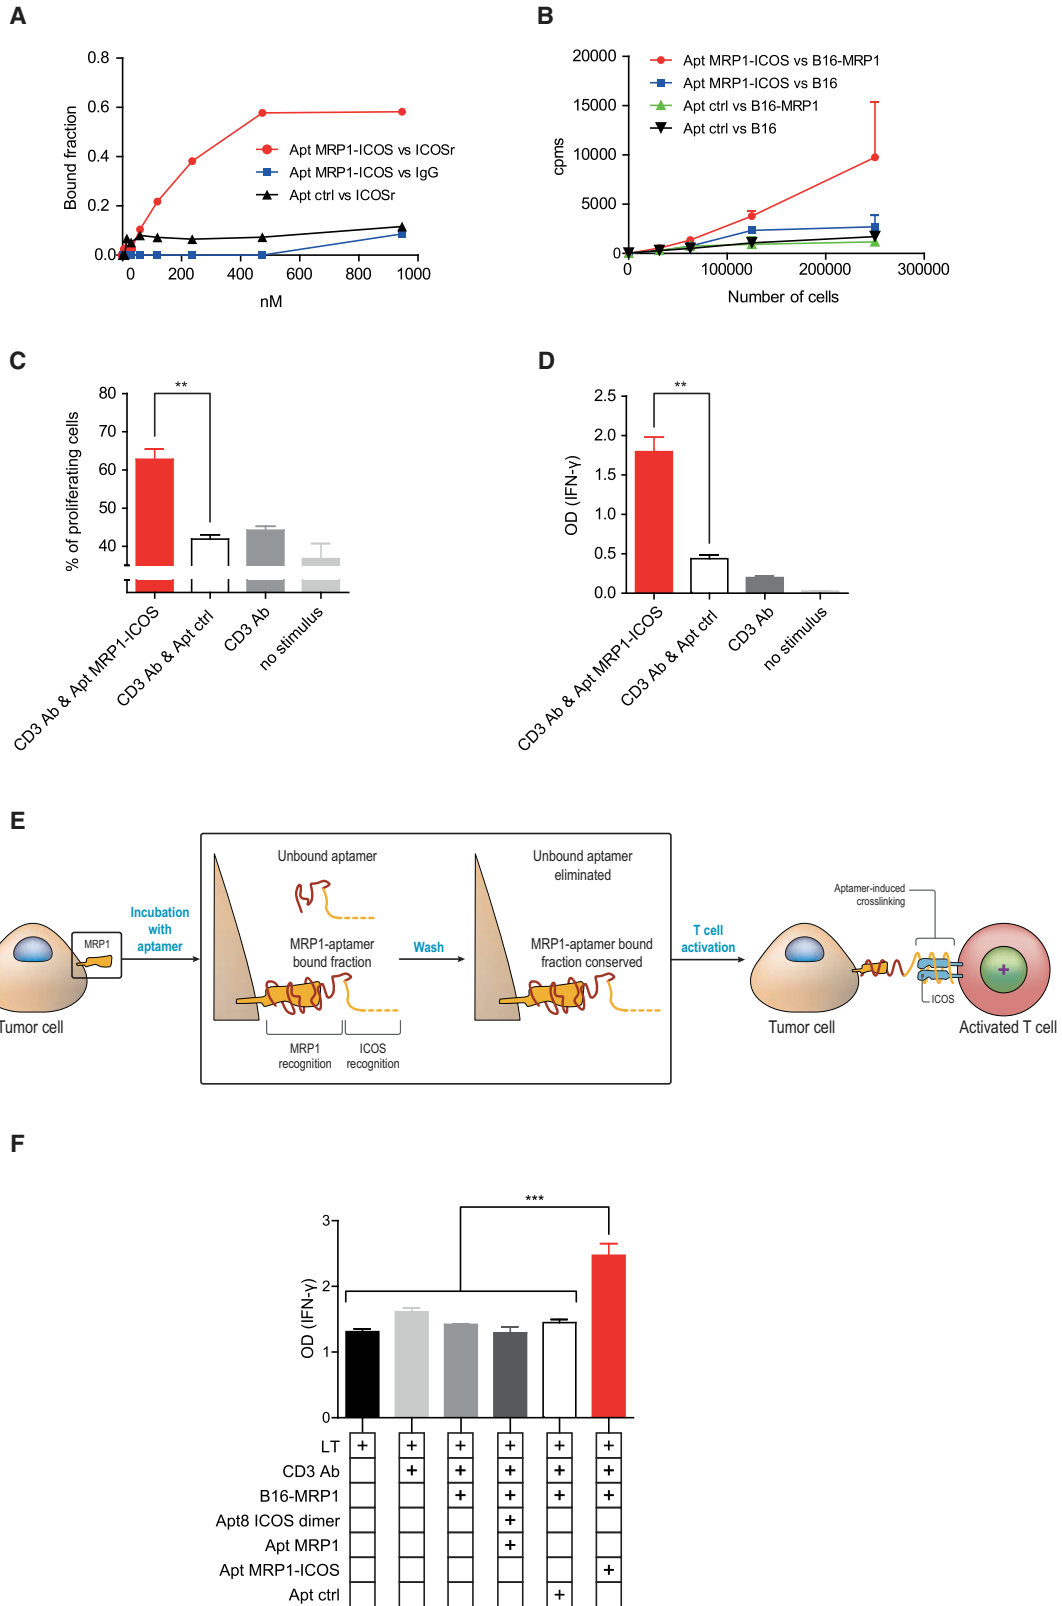 A
0.8
0.6
0.4
0.2
0.0
Bound fraction
Apt MRP1-ICOS vs ICOSr
Apt MRP1-ICOS vs IgG
Apt ctrl vs ICOSr
0 200 400 600 800 1000
nM
B
20000
15000
10000
5000
0
cpms
Apt MRP1-ICOS vs B16-MRP1
Apt MRP1-ICOS vs B16
Apt ctrl vs B16-MRP1
Apt ctrl vs B16
0 100000 200000 300000
Number of cells
C
80
70
60
50
40
% of proliferating cells
**
CD3 Ab & Apt MRP1-ICOS
CD3 Ab & Apt ctrl
CD3 Ab
no stimulus
D
2.5
2.0
1.5
1.0
0.5
0.0
OD (IFN-γ)
**
CD3 Ab & Apt MRP1-ICOS
CD3 Ab & Apt ctrl
CD3 Ab
no stimulus
E
MRP1
Tumor cell
Incubation
with
aptamer
Unbound aptamer
MRP1-aptamer
bound fraction
MRP1
recognition
ICOS
recognition
Wash
Unbound aptamer
eliminated
MRP1-aptamer bound
fraction conserved
T cell
activation
Aptamer-induced
crosslinking
+
ICOS
Tumor cell
Activated T cell
F
***
3
2
1
0
OD (IFN-γ)
LT + + + + + +
CD3 Ab + + + + +
B16-MRP1 + + + +
Apt8 ICOS dimer +
Apt MRP1 +
Apt MRP1-ICOS +
Apt ctrl +